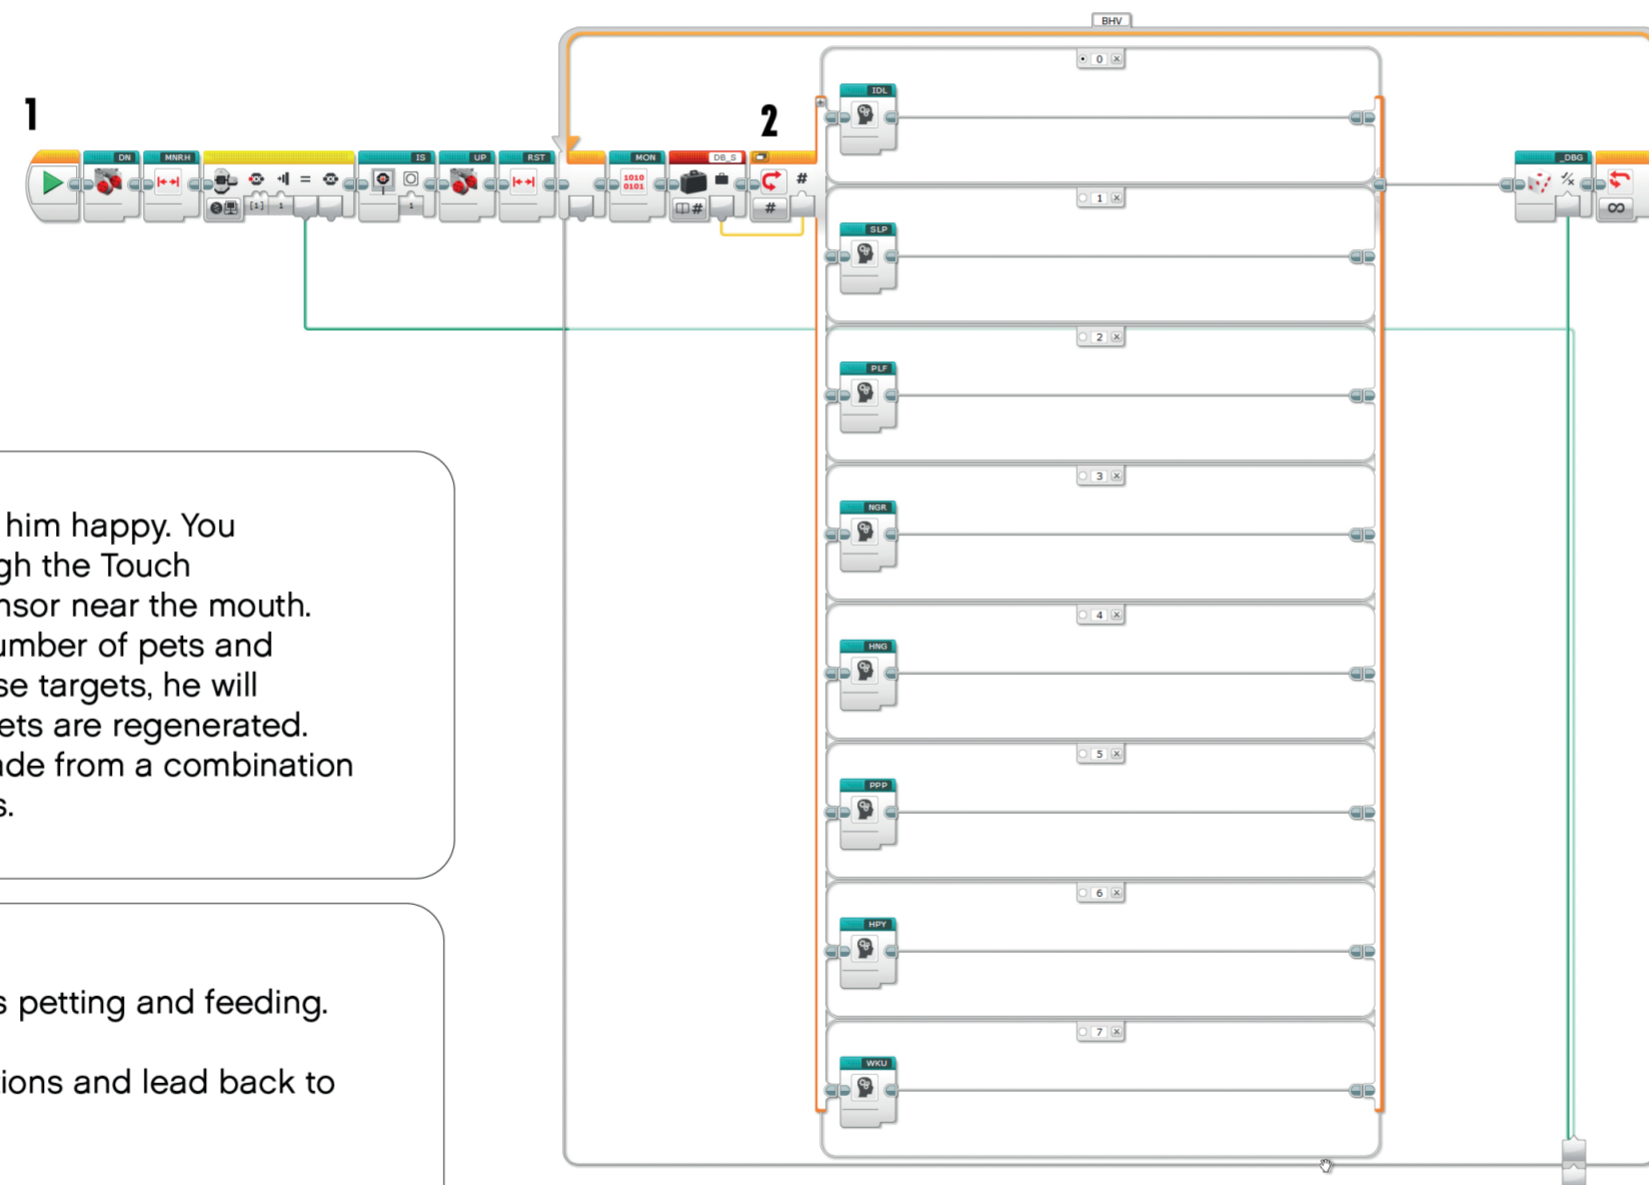 BHV
0
1
2
IDL
DN
MNRH
IS
UP
RST
MON
DB_S
_DBG
1010
0101
#
[1]
1
=
1
#
#
∞
1
SLP
2
PLF
3
NGR
4
HNG
5
PPP
6
HPY
7
WKU
him happy. You
gh the Touch
nsor near the mouth.
umber of pets and
se targets, he will
ets are regenerated.
ade from a combination
s.
s petting and feeding.
ions and lead back to